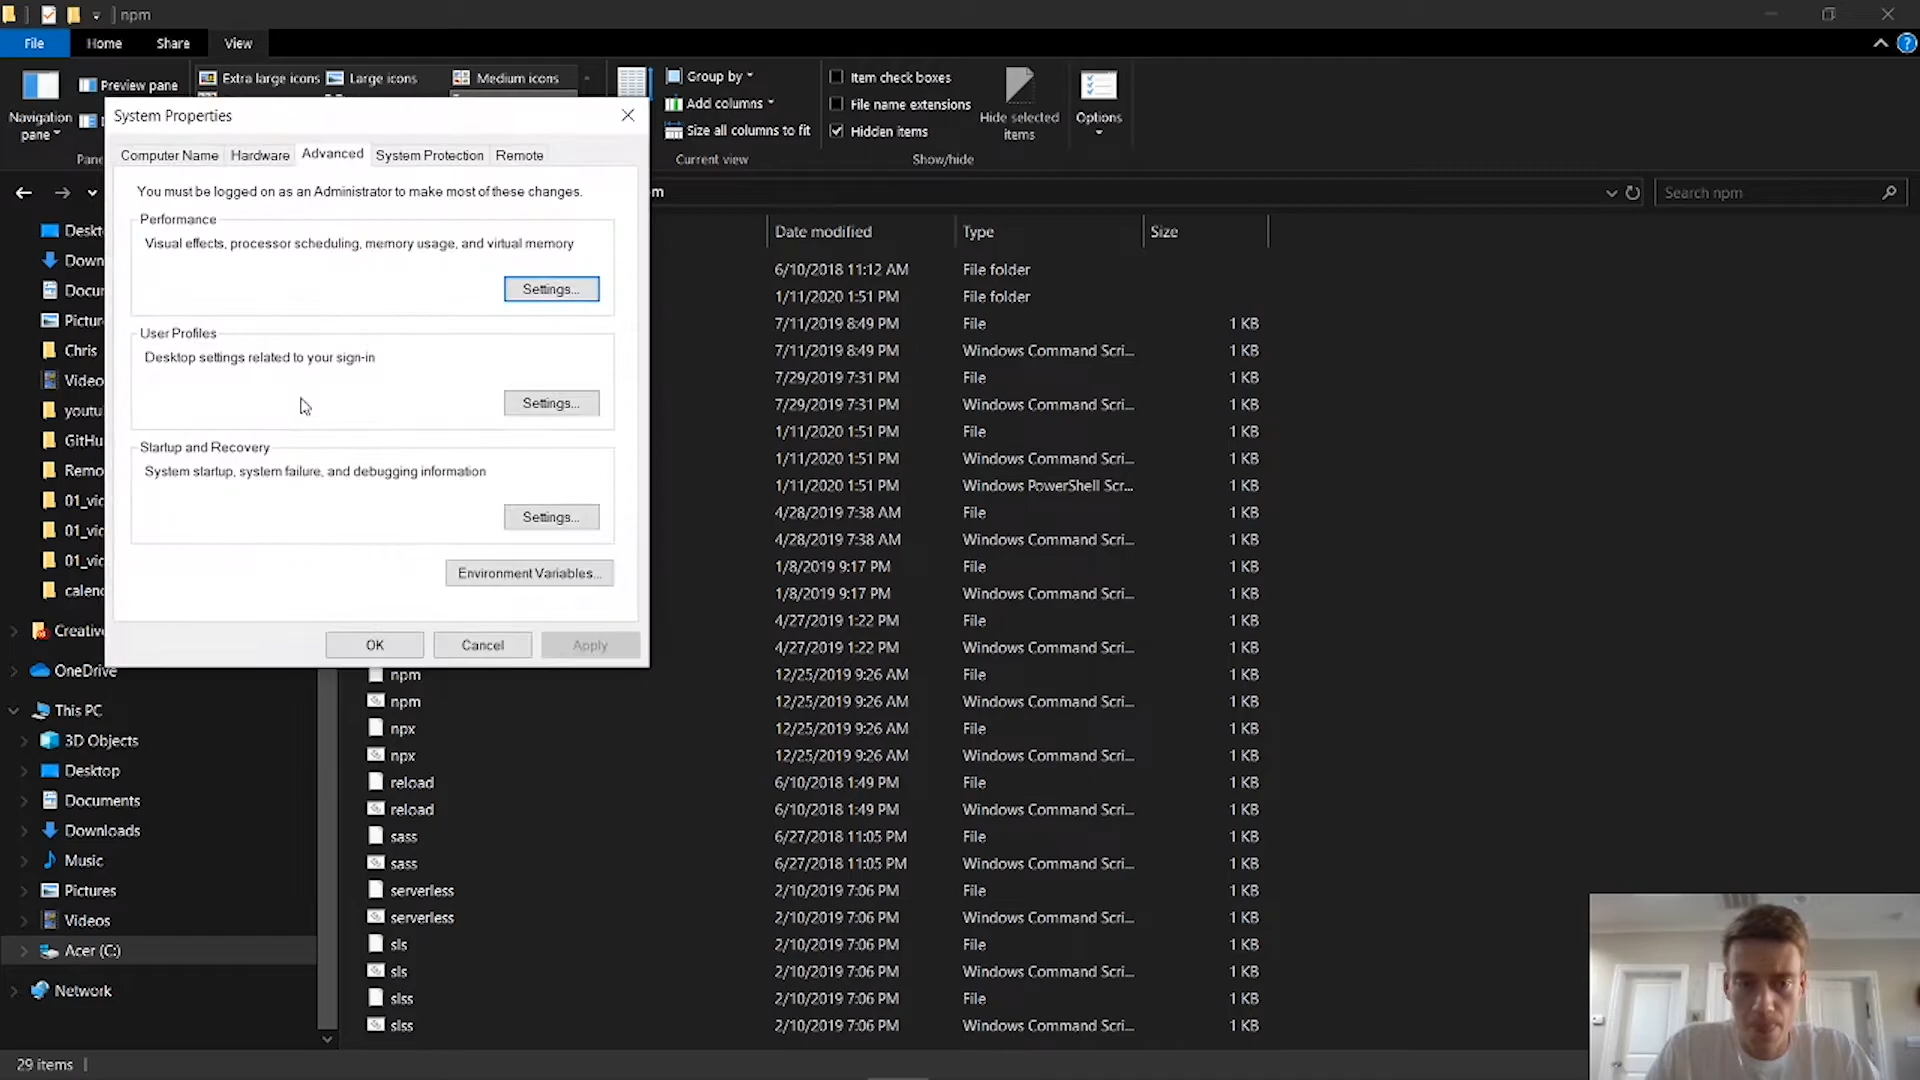 npm
File Home Share View
Preview pane
Navigation pane
Extra large icons Large icons Medium icons
Group by
Add columns
Size all columns to fit
Current view
Item check boxes
File name extensions
Hidden items
Hide selected items
Show/hide
Options
System Properties
Computer Name Hardware Advanced System Protection Remote
You must be logged on as an Administrator to make most of these changes.
Performance
Visual effects, processor scheduling, memory usage, and virtual memory
Settings...
User Profiles
Desktop settings related to your sign-in
Settings...
Startup and Recovery
System startup, system failure, and debugging information
Settings...
Environment Variables...
OK Cancel Apply
Search npm
Deskt
Down
Docur
Pictur
Chris
Video
youtu
GitHu
Remo
01_vic
01_vic
01_vic
calend
Creative
OneDrive
This PC
3D Objects
Desktop
Documents
Downloads
Music
Pictures
Videos
Acer (C:)
Network
Date modified Type Size
6/10/2018 11:12 AM File folder
1/11/2020 1:51 PM File folder
7/11/2019 8:49 PM File 1 KB
7/11/2019 8:49 PM Windows Command Scri... 1 KB
7/29/2019 7:31 PM File 1 KB
7/29/2019 7:31 PM Windows Command Scri... 1 KB
1/11/2020 1:51 PM File 1 KB
1/11/2020 1:51 PM Windows Command Scri... 1 KB
1/11/2020 1:51 PM Windows PowerShell Scr... 1 KB
4/28/2019 7:38 AM File 1 KB
4/28/2019 7:38 AM Windows Command Scri... 1 KB
1/8/2019 9:17 PM File 1 KB
1/8/2019 9:17 PM Windows Command Scri... 1 KB
4/27/2019 1:22 PM File 1 KB
4/27/2019 1:22 PM Windows Command Scri... 1 KB
npm 12/25/2019 9:26 AM File 1 KB
npm 12/25/2019 9:26 AM Windows Command Scri... 1 KB
npx 12/25/2019 9:26 AM File 1 KB
npx 12/25/2019 9:26 AM Windows Command Scri... 1 KB
reload 6/10/2018 1:49 PM File 1 KB
reload 6/10/2018 1:49 PM Windows Command Scri... 1 KB
sass 6/27/2018 11:05 PM File 1 KB
sass 6/27/2018 11:05 PM Windows Command Scri... 1 KB
serverless 2/10/2019 7:06 PM File 1 KB
serverless 2/10/2019 7:06 PM Windows Command Scri... 1 KB
sls 2/10/2019 7:06 PM File 1 KB
sls 2/10/2019 7:06 PM Windows Command Scri... 1 KB
slss 2/10/2019 7:06 PM File 1 KB
slss 2/10/2019 7:06 PM Windows Command Scri... 1 KB
29 items